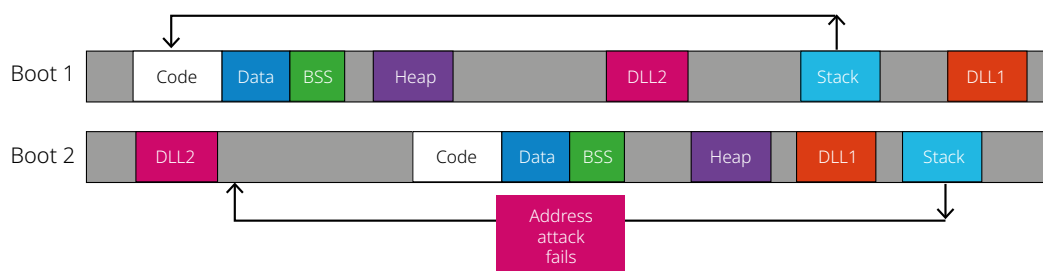 Boot 1
Code Data BSS Heap DLL2 Stack DLL1
Boot 2
DLL2 Code Data BSS Heap DLL1 Stack
Address
attack
fails